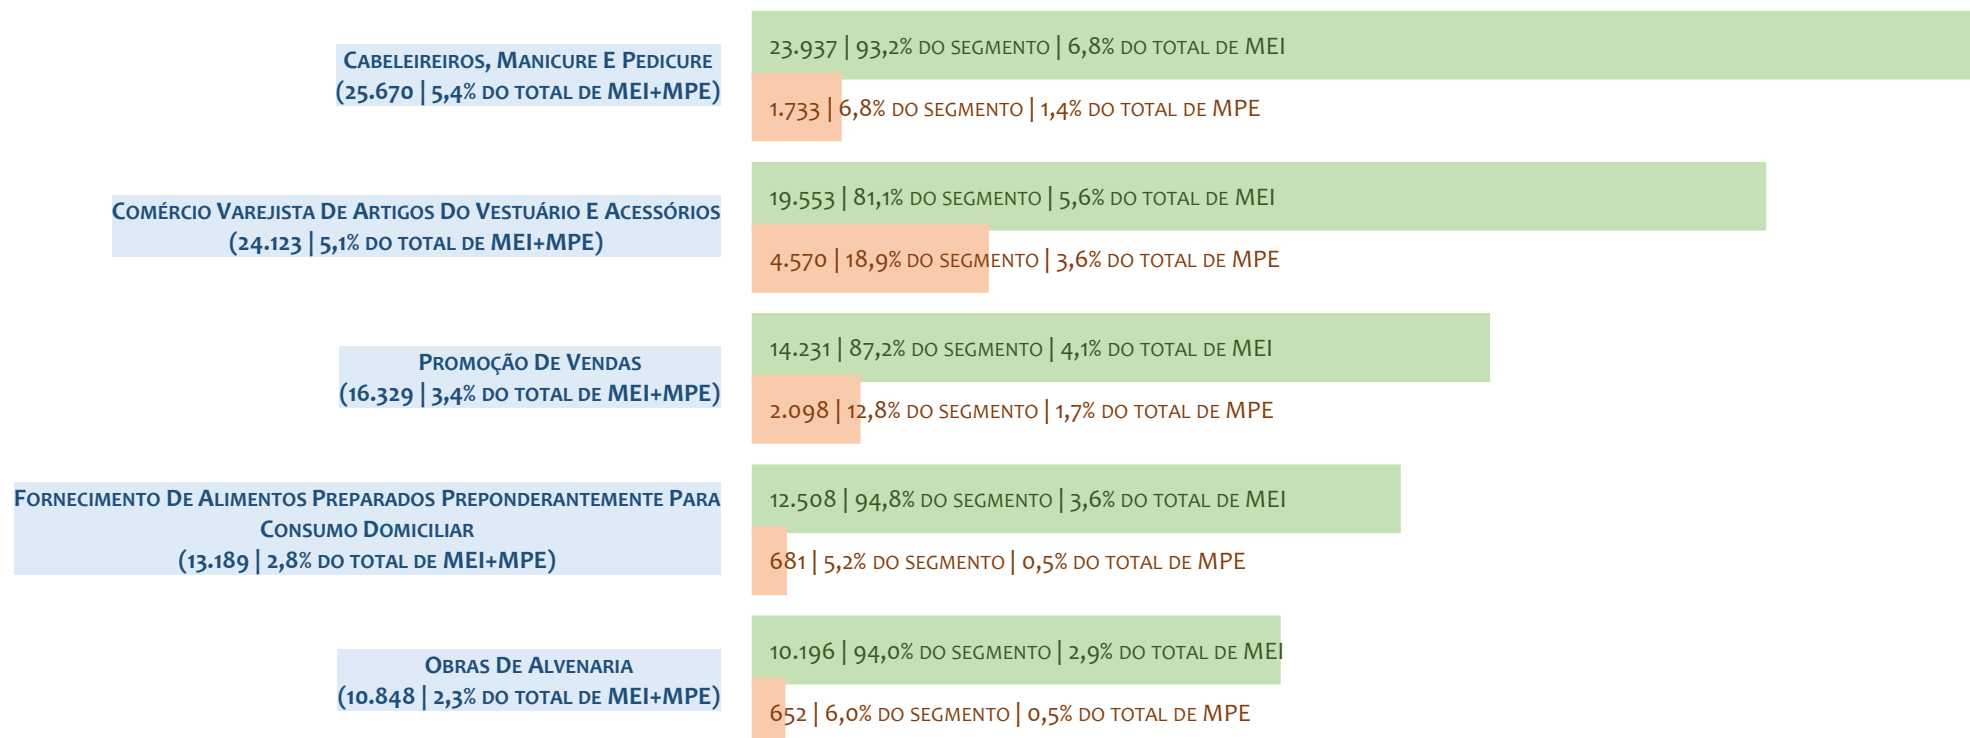 Cabeleireiros, Manicure E Pedicure
(25.670 | 5,4% do total de MEI+MPE)
23.937 | 93,2% do segmento | 6,8% do total de MEI
1.733 | 6,8% do segmento | 1,4% do total de MPE
Comércio Varejista De Artigos Do Vestuário E Acessórios
(24.123 | 5,1% do total de MEI+MPE)
19.553 | 81,1% do segmento | 5,6% do total de MEI
4.570 | 18,9% do segmento | 3,6% do total de MPE
Promoção De Vendas
(16.329 | 3,4% do total de MEI+MPE)
14.231 | 87,2% do segmento | 4,1% do total de MEI
2.098 | 12,8% do segmento | 1,7% do total de MPE
Fornecimento De Alimentos Preparados Preponderantemente Para
Consumo Domiciliar
(13.189 | 2,8% do total de MEI+MPE)
12.508 | 94,8% do segmento | 3,6% do total de MEI
681 | 5,2% do segmento | 0,5% do total de MPE
Obras De Alvenaria
(10.848 | 2,3% do total de MEI+MPE)
10.196 | 94,0% do segmento | 2,9% do total de MEI
652 | 6,0% do segmento | 0,5% do total de MPE